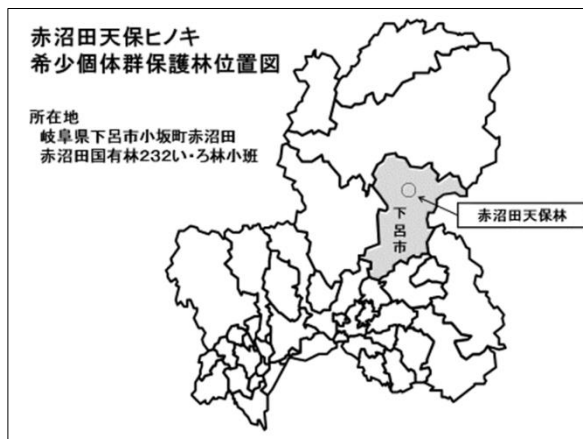 赤沼田天保ヒノキ
希少個体群保護林位置図
所在地
岐阜県下呂市小坂町赤沼田
赤沼田国有林232い・ろ林小班
下呂市
赤沼田天保林